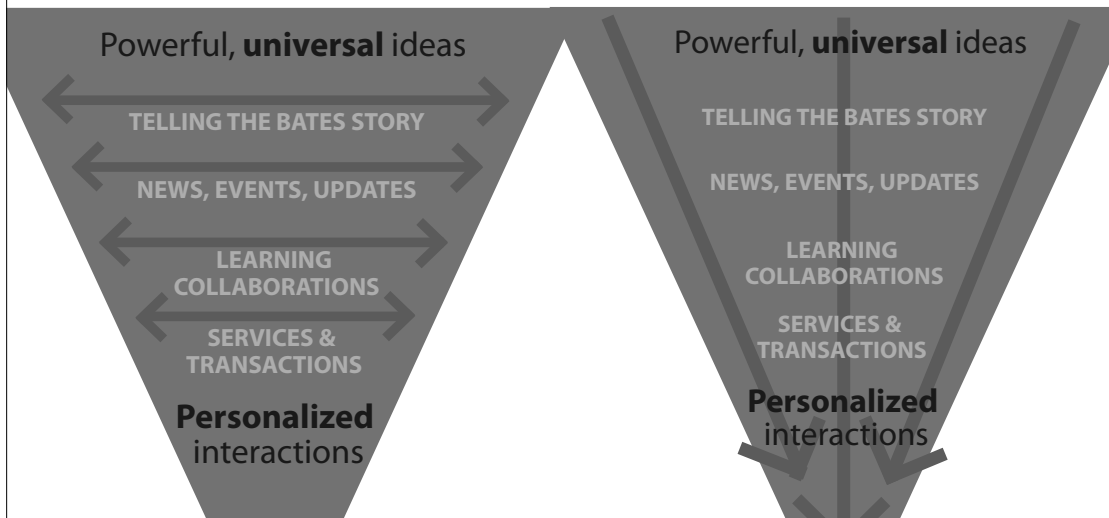 Powerful, universal ideas
TELLING THE BATES STORY
NEWS, EVENTS, UPDATES
LEARNING
COLLABORATIONS
SERVICES &
TRANSACTIONS
Personalized
interactions
Powerful, universal ideas
TELLING THE BATES STORY
NEWS, EVENTS, UPDATES
LEARNING
COLLABORATIONS
SERVICES &
TRANSACTIONS
Personalized
interactions